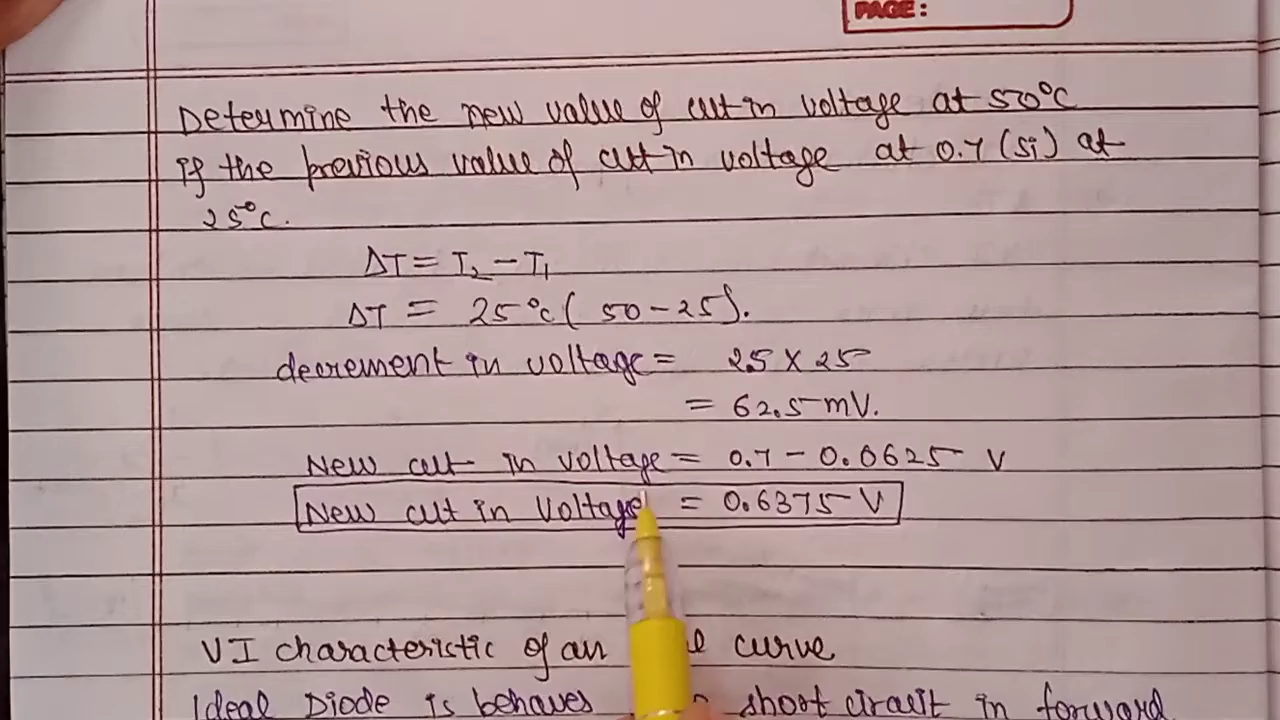 PAGE:
Determine the new value of cut in voltage at 50°C
if the previous value of cut in voltage at 0.7 (Si) at
25°C.
ΔT = T₂ - T₁
ΔT = 25°C ( 50 - 25).
decrement in voltage = 2.5 X 25
= 62.5 mV.
New cut in voltage = 0.7 - 0.0625 V
New cut in Voltage = 0.6375 V
VI characteristic of an curve
Ideal Diode is behaves short circuit in forward